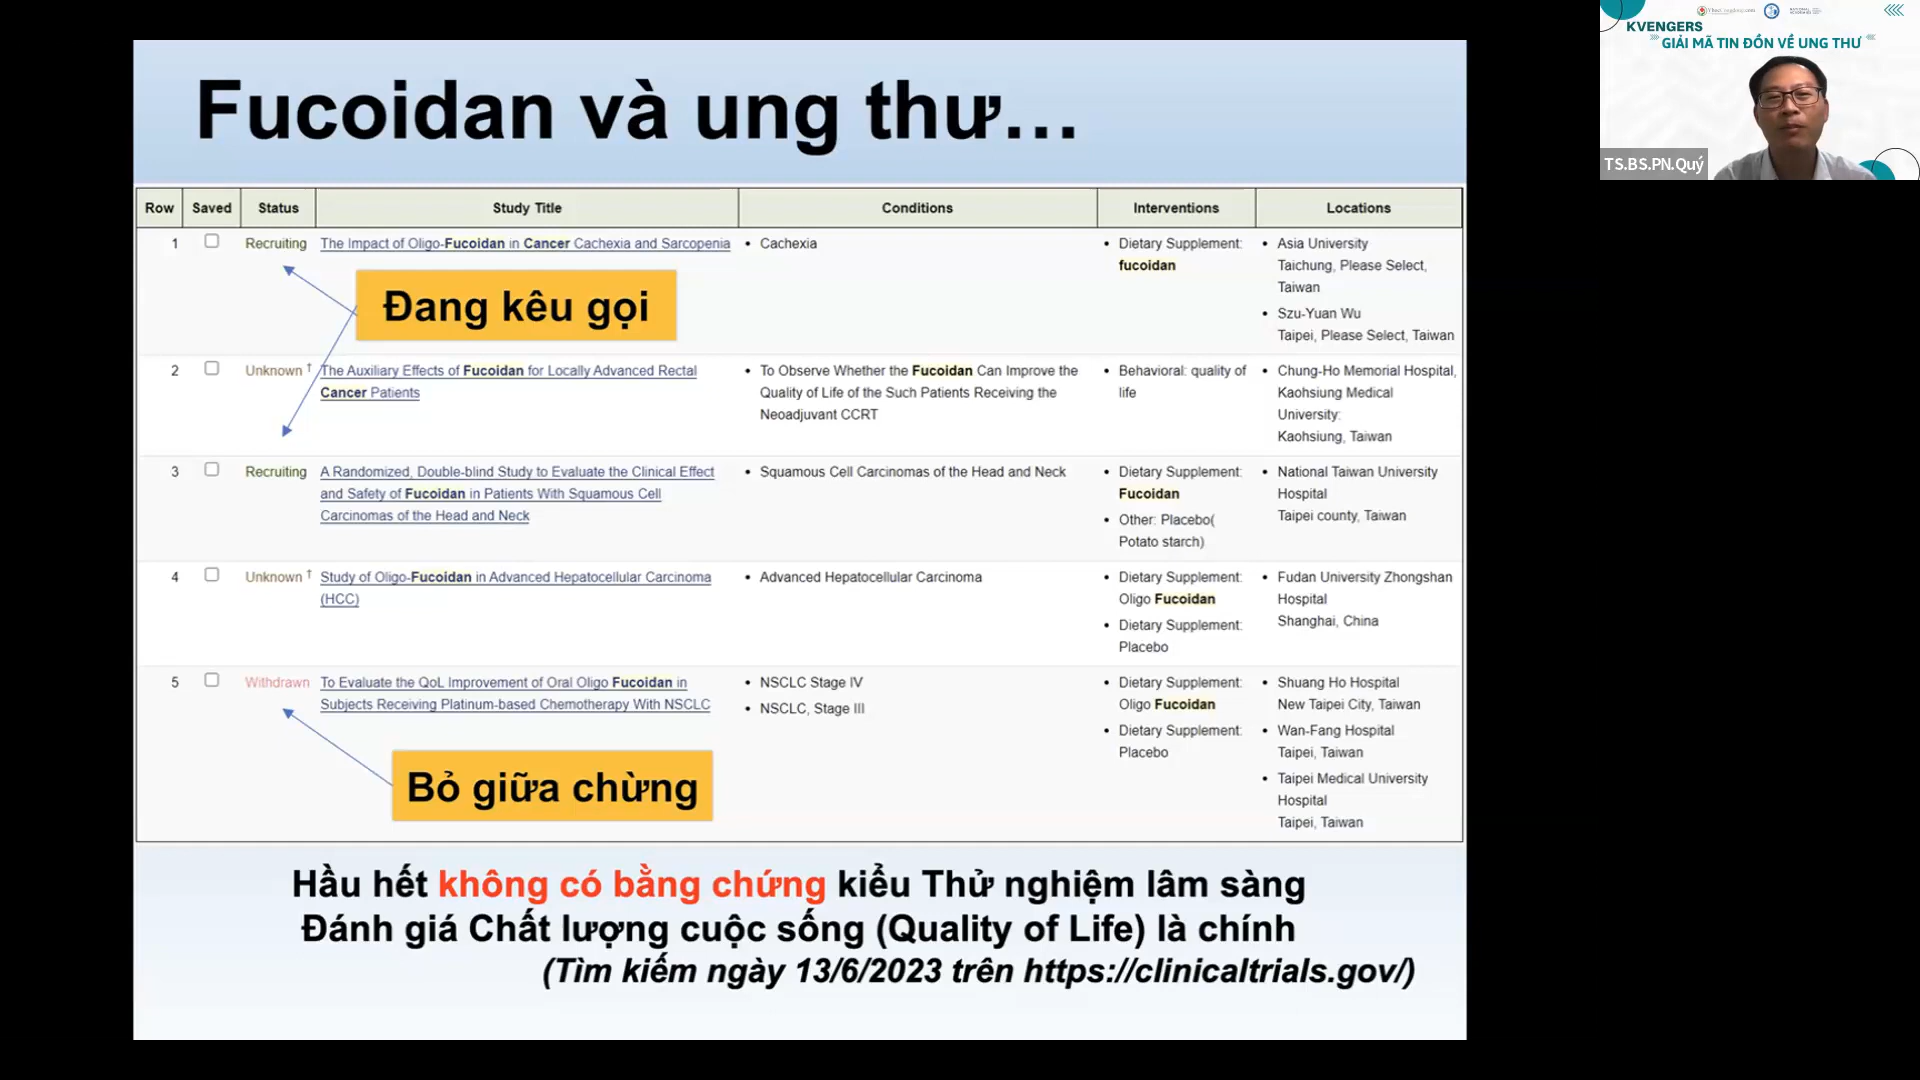 Fucoidan và ung thư...
Row Saved Status Study Title Conditions Interventions Locations
1 Recruiting The Impact of Oligo-Fucoidan in Cancer Cachexia and Sarcopenia
• Cachexia
• Dietary Supplement:
fucoidan
• Asia University
Taichung, Please Select,
Taiwan
• Szu-Yuan Wu
Taipei, Please Select, Taiwan
Đang kêu gọi
2 Unknown † The Auxiliary Effects of Fucoidan for Locally Advanced Rectal
Cancer Patients
• To Observe Whether the Fucoidan Can Improve the
Quality of Life of the Such Patients Receiving the
Neoadjuvant CCRT
• Behavioral: quality of
life
• Chung-Ho Memorial Hospital,
Kaohsiung Medical
University:
Kaohsiung, Taiwan
3 Recruiting A Randomized, Double-blind Study to Evaluate the Clinical Effect
and Safety of Fucoidan in Patients With Squamous Cell
Carcinomas of the Head and Neck
• Squamous Cell Carcinomas of the Head and Neck
• Dietary Supplement:
Fucoidan
• Other: Placebo(
Potato starch)
• National Taiwan University
Hospital
Taipei county, Taiwan
4 Unknown † Study of Oligo-Fucoidan in Advanced Hepatocellular Carcinoma
(HCC)
• Advanced Hepatocellular Carcinoma
• Dietary Supplement:
Oligo Fucoidan
• Dietary Supplement:
Placebo
• Fudan University Zhongshan
Hospital
Shanghai, China
5 Withdrawn To Evaluate the QoL Improvement of Oral Oligo Fucoidan in
Subjects Receiving Platinum-based Chemotherapy With NSCLC
• NSCLC Stage IV
• NSCLC, Stage III
• Dietary Supplement:
Oligo Fucoidan
• Dietary Supplement:
Placebo
• Shuang Ho Hospital
New Taipei City, Taiwan
• Wan-Fang Hospital
Taipei, Taiwan
• Taipei Medical University
Hospital
Taipei, Taiwan
Bỏ giữa chừng
Hầu hết không có bằng chứng kiểu Thử nghiệm lâm sàng
Đánh giá Chất lượng cuộc sống (Quality of Life) là chính
(Tìm kiếm ngày 13/6/2023 trên https://clinicaltrials.gov/)
KVENGERS
GIẢI MÃ TIN ĐỒN VỀ UNG THƯ
TS.BS.PN.Quý